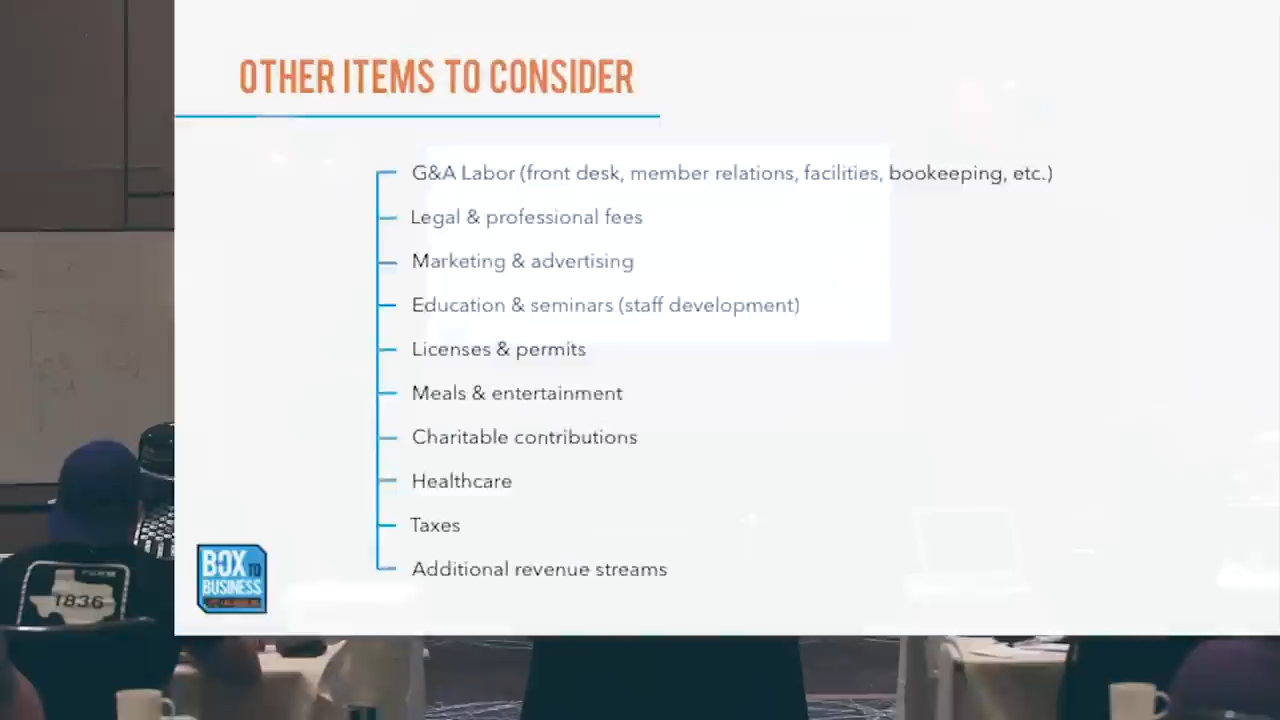 OTHER ITEMS TO CONSIDER
G&A Labor (front desk, member relations, facilities, bookeeping, etc.)
Legal & professional fees
Marketing & advertising
Education & seminars (staff development)
Licenses & permits
Meals & entertainment
Charitable contributions
Healthcare
Taxes
Additional revenue streams
BOX TO
BUSINESS
1836